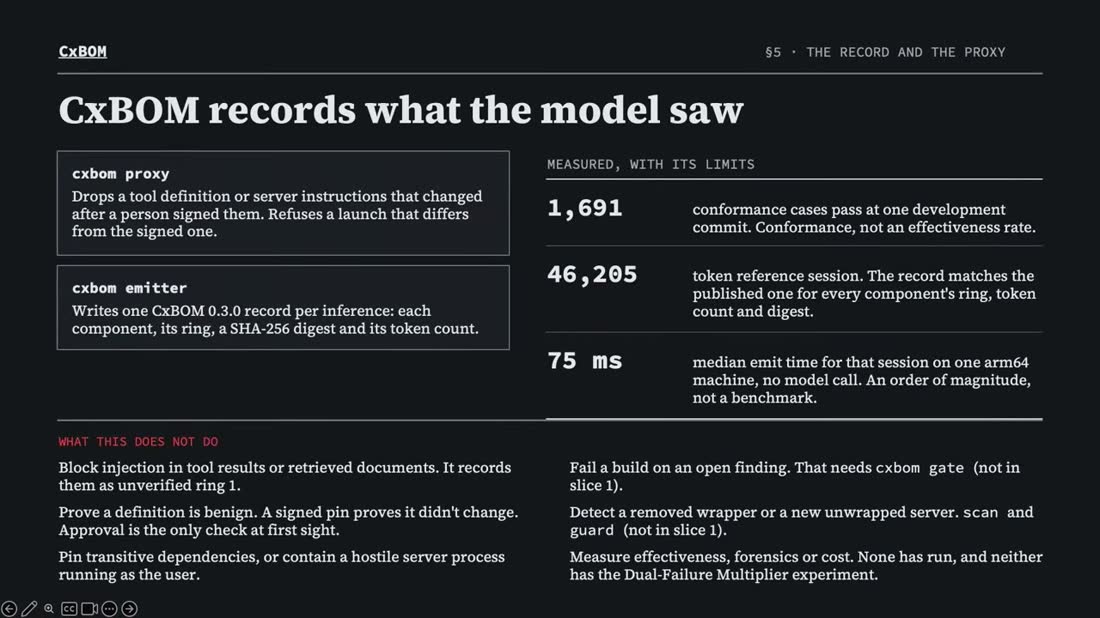 CxBOM
§5 · THE RECORD AND THE PROXY
CxBOM records what the model saw
cxbom proxy
Drops a tool definition or server instructions that changed
after a person signed them. Refuses a launch that differs
from the signed one.
cxbom emitter
Writes one CxBOM 0.3.0 record per inference: each
component, its ring, a SHA-256 digest and its token count.
MEASURED, WITH ITS LIMITS
1,691
conformance cases pass at one development
commit. Conformance, not an effectiveness rate.
46,205
token reference session. The record matches the
published one for every component's ring, token
count and digest.
75 ms
median emit time for that session on one arm64
machine, no model call. An order of magnitude,
not a benchmark.
WHAT THIS DOES NOT DO
Block injection in tool results or retrieved documents. It records
them as unverified ring 1.
Prove a definition is benign. A signed pin proves it didn't change.
Approval is the only check at first sight.
Pin transitive dependencies, or contain a hostile server process
running as the user.
Fail a build on an open finding. That needs cxbom gate (not in
slice 1).
Detect a removed wrapper or a new unwrapped server. scan and
guard (not in slice 1).
Measure effectiveness, forensics or cost. None has run, and neither
has the Dual-Failure Multiplier experiment.
CC